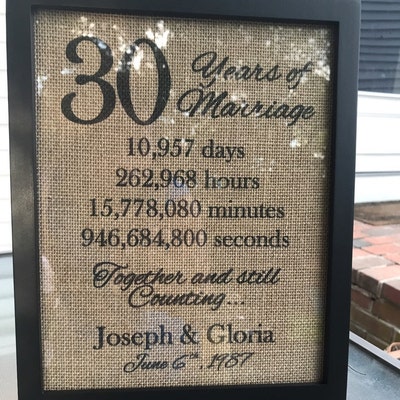 30 Years of
Marriage
10,957 days
262,968 hours
15,778,080 minutes
946,684,800 seconds
Together and still
Counting...
Joseph & Gloria
June 6th, 1987